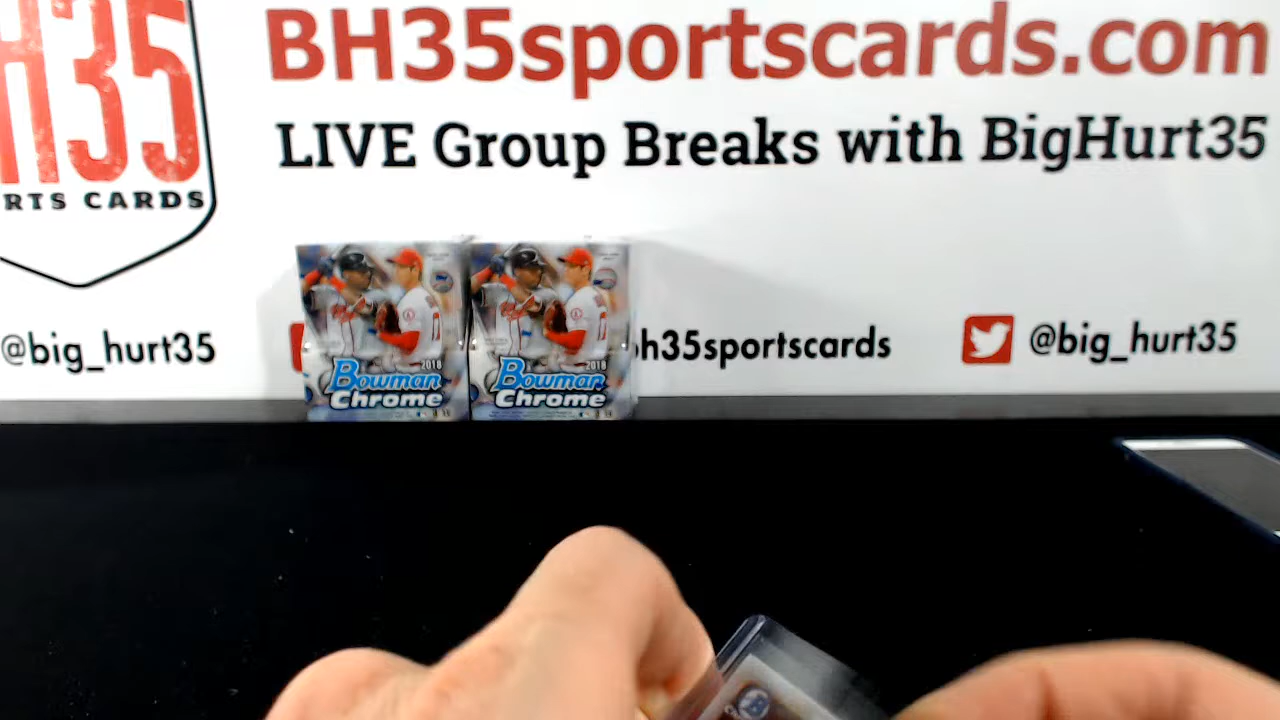 H35
RTS CARDS
BH35sportscards.com
LIVE Group Breaks with BigHurt35
@big_hurt35
h35sportscards
@big_hurt35
2018
Bowman
Chrome
2018
Bowman
Chrome